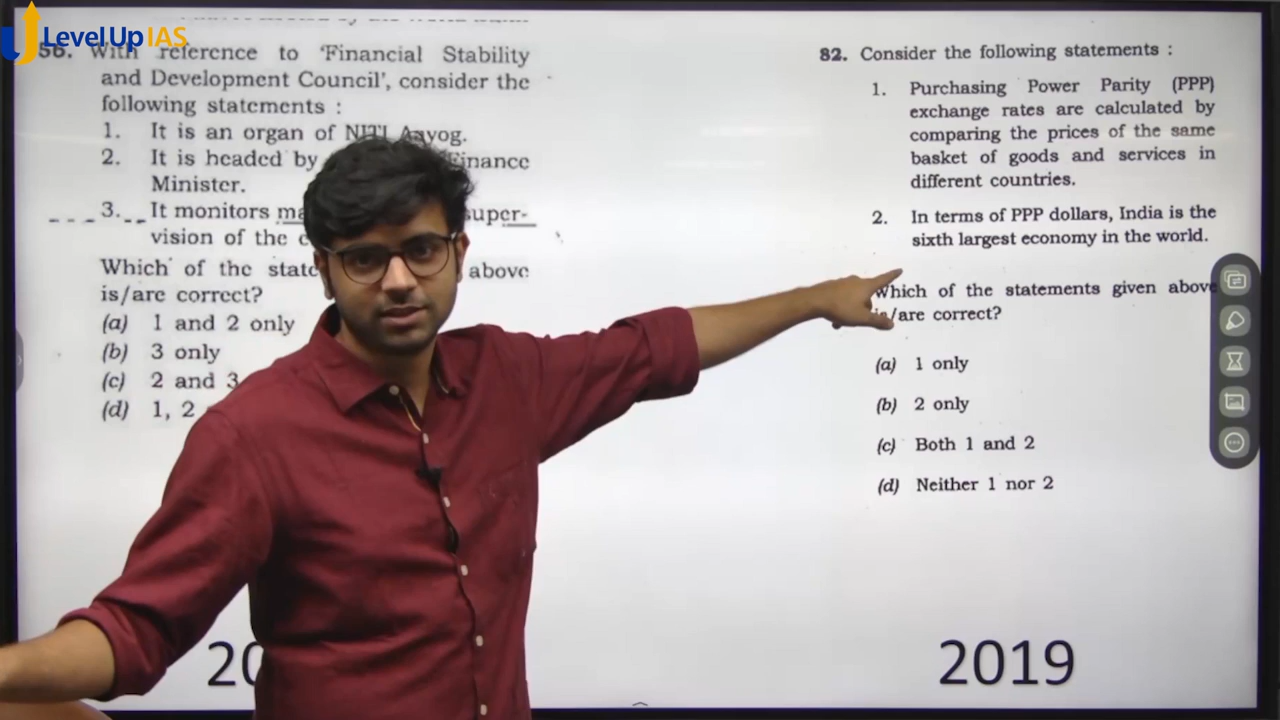 LevelUp IAS
56. With reference to ‘Financial Stability
and Development Council’, consider the
following statements :
1. It is an organ of NITI Aayog.
2. It is headed by Finance
Minister.
3. It monitors super-
vision of the
Which of the above
is/are correct?
(a) 1 and 2 only
(b) 3 only
(c) 2 and 3
(d) 1, 2
82. Consider the following statements :
1. Purchasing Power Parity (PPP)
exchange rates are calculated by
comparing the prices of the same
basket of goods and services in
different countries.
2. In terms of PPP dollars, India is the
sixth largest economy in the world.
Which of the statements given above
is/are correct?
(a) 1 only
(b) 2 only
(c) Both 1 and 2
(d) Neither 1 nor 2
20
2019